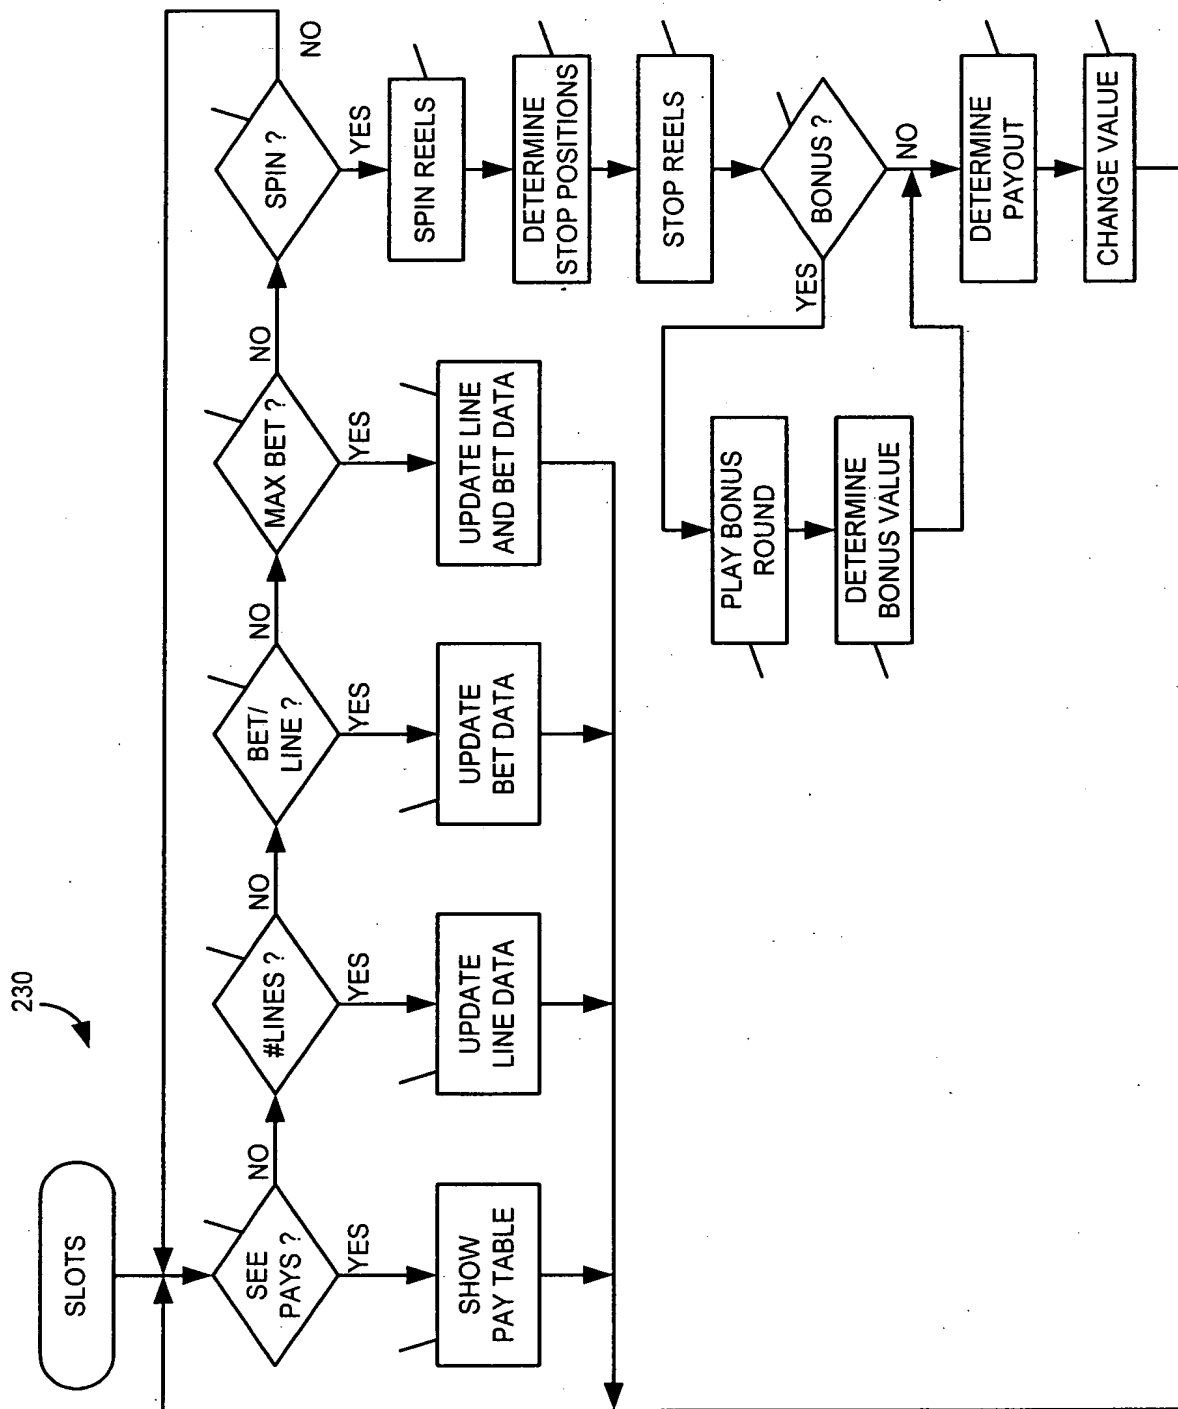 230
SLOTS
SEE
PAYS ?
NO
YES
SHOW
PAY TABLE
#LINES ?
NO
YES
UPDATE
LINE DATA
BET/
LINE ?
NO
YES
UPDATE
BET DATA
MAX BET ?
NO
YES
UPDATE LINE
AND BET DATA
SPIN ?
NO
YES
SPIN REELS
DETERMINE
STOP POSITIONS
STOP REELS
BONUS ?
YES
NO
PLAY BONUS
ROUND
DETERMINE
BONUS VALUE
DETERMINE
PAYOUT
CHANGE VALUE